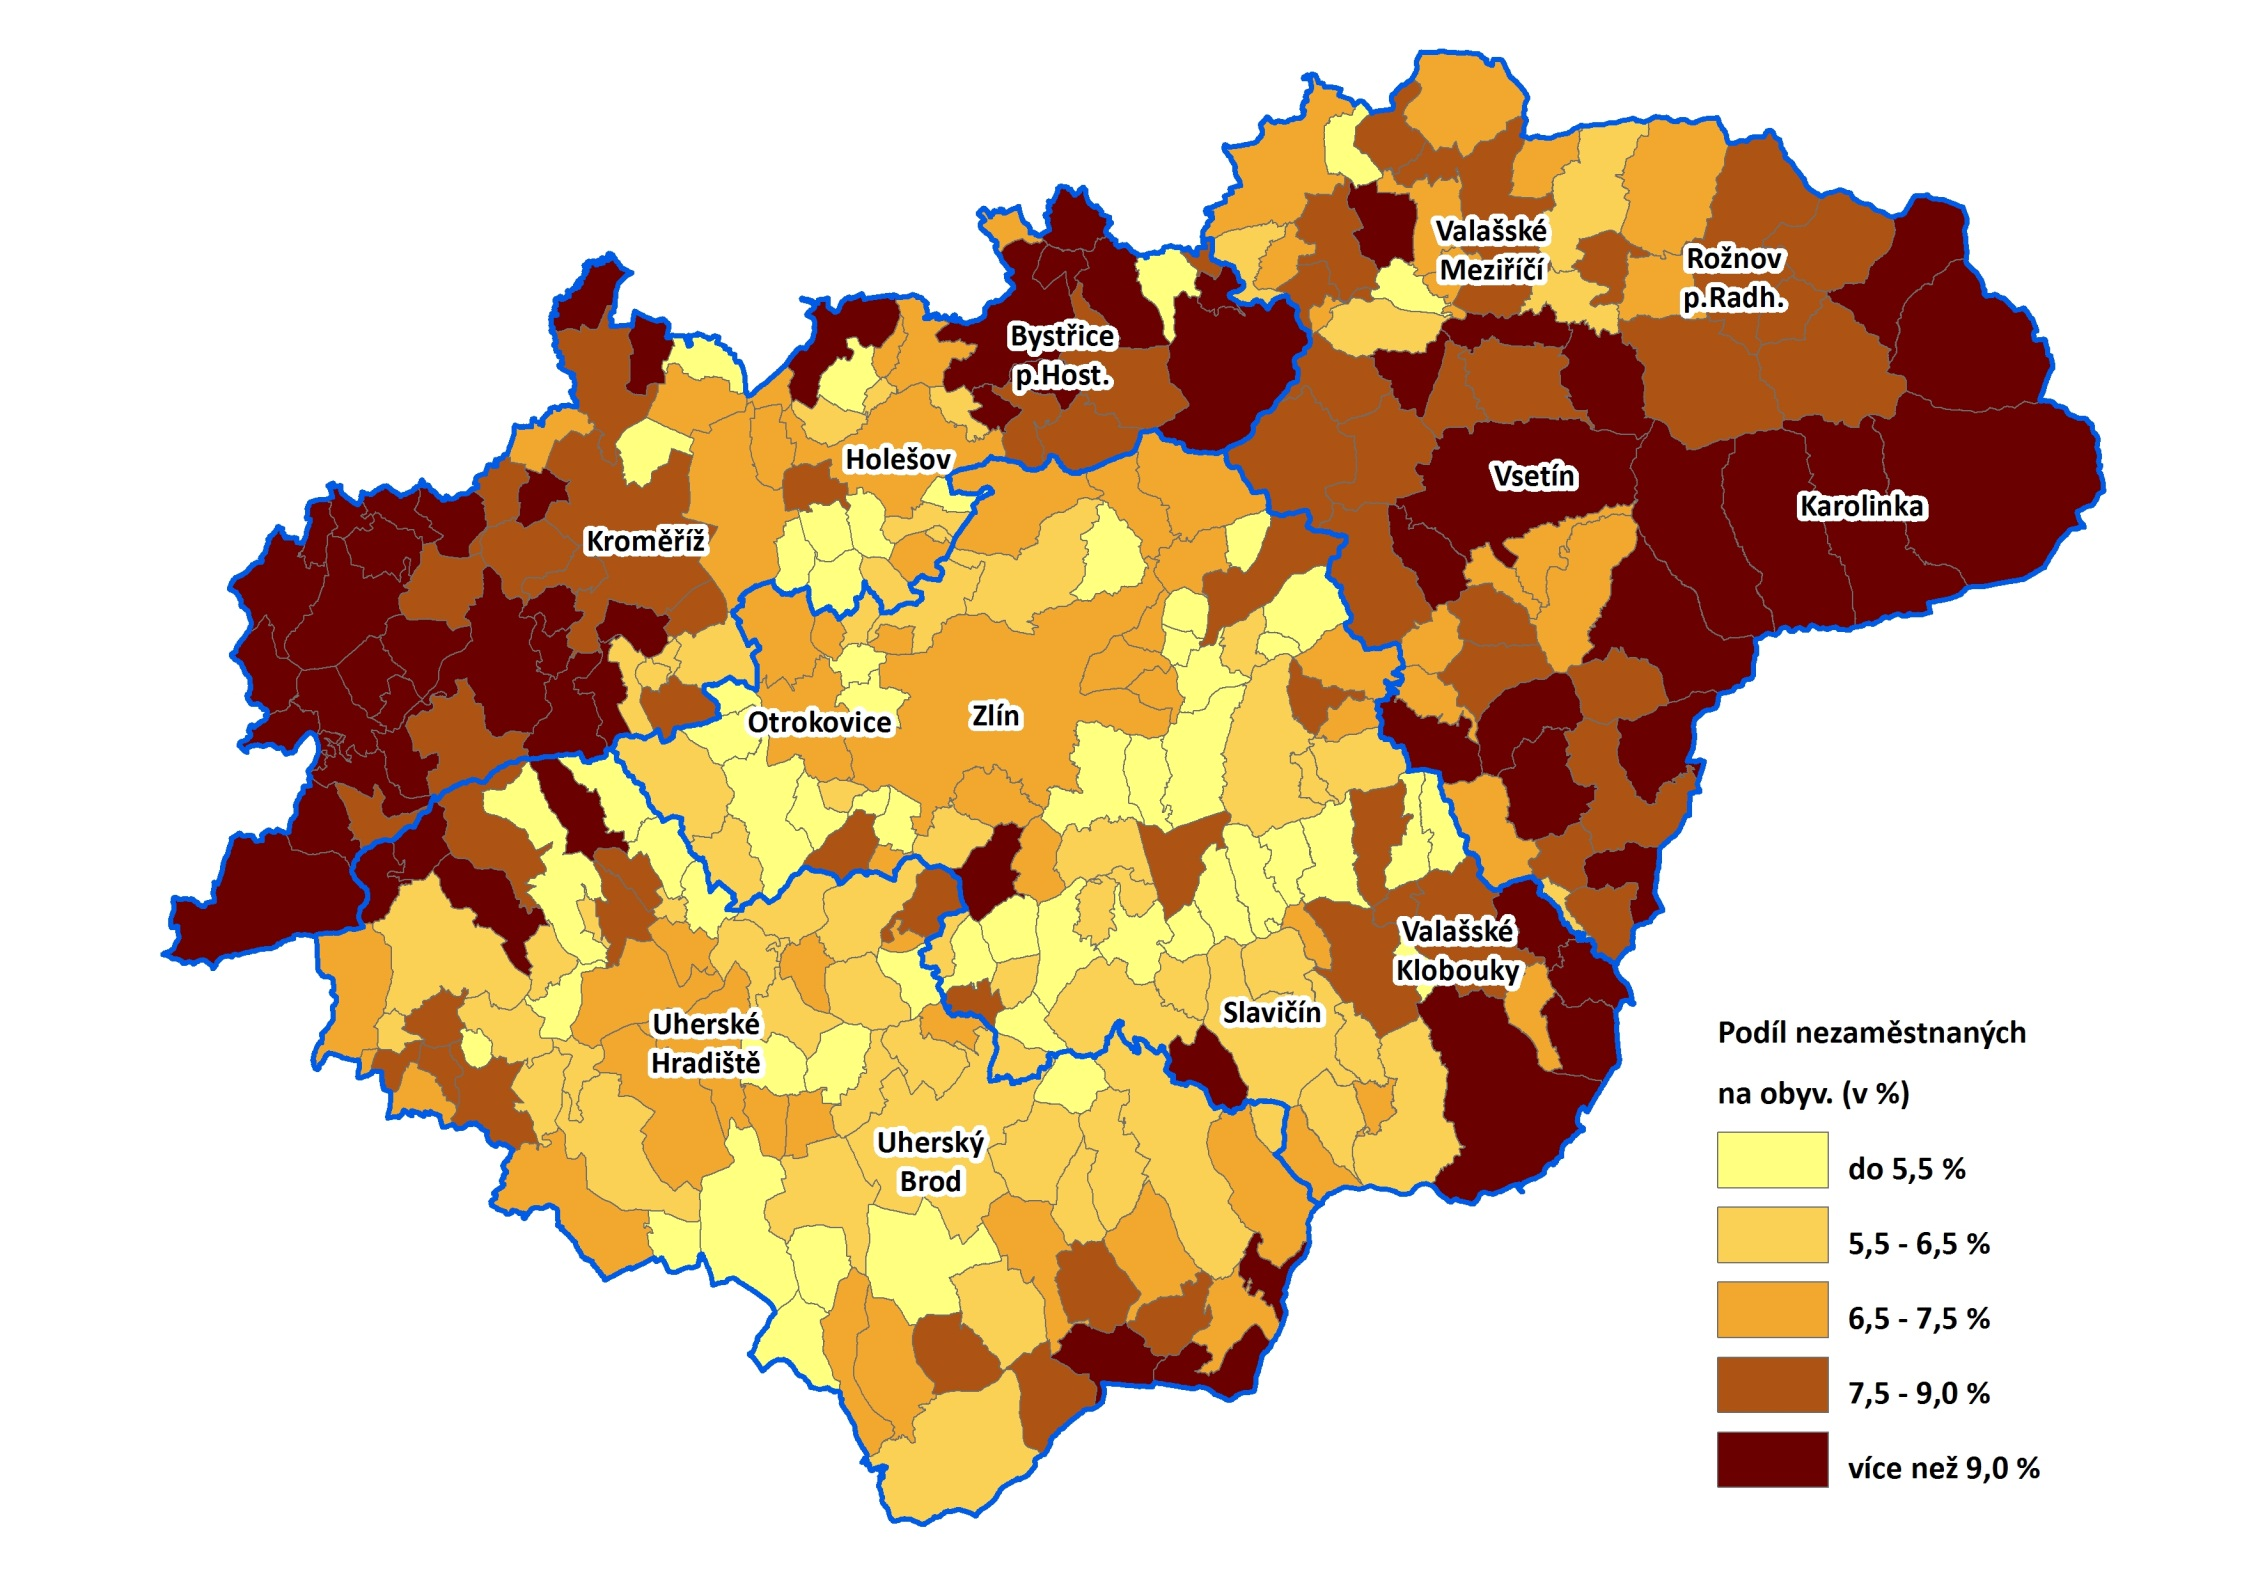 Valašské
Meziříčí
Rožnov
p.Radh.
Bystřice
p.Host.
Holešov
Vsetín
Karolinka
Kroměříž
Otrokovice
Zlín
Valašské
Klobouky
Slavičín
Uherské
Hradiště
Uherský
Brod
Podíl nezaměstnaných
na obyv. (v %)
do 5,5 %
5,5 - 6,5 %
6,5 - 7,5 %
7,5 - 9,0 %
více než 9,0 %